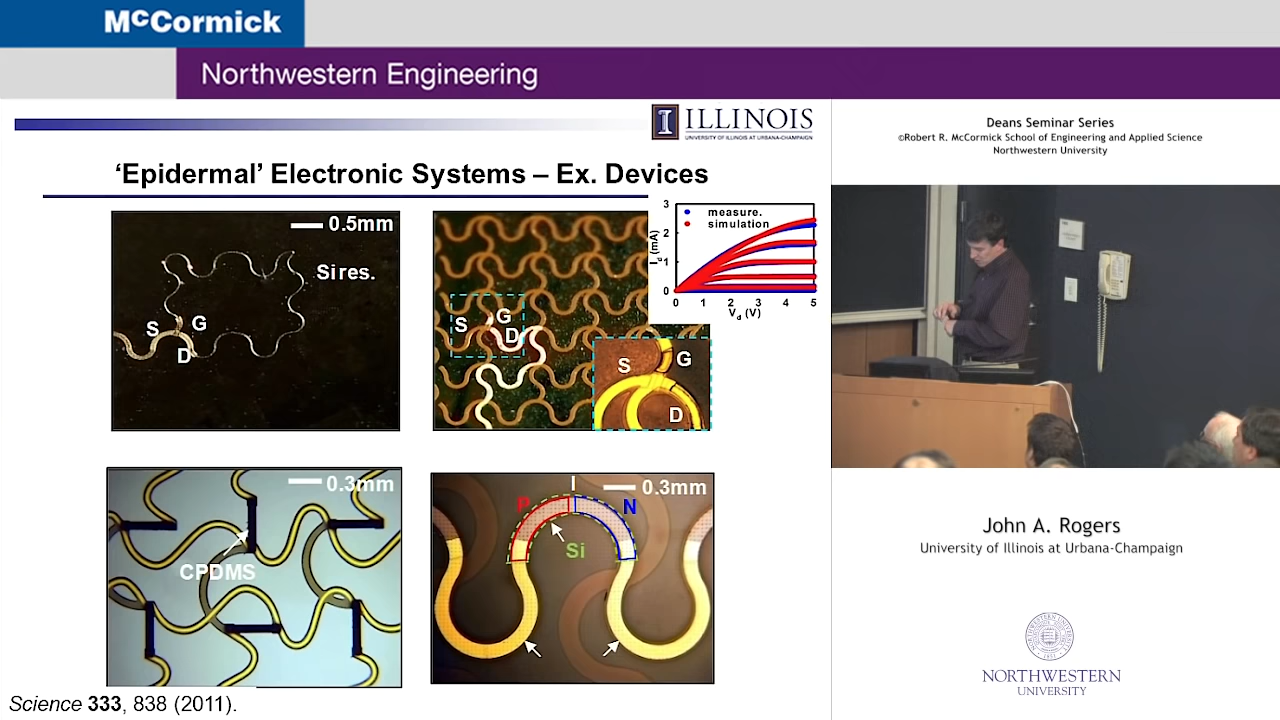 McCormick
Northwestern Engineering
ILLINOIS
UNIVERSITY OF ILLINOIS AT URBANA-CHAMPAIGN
‘Epidermal’ Electronic Systems – Ex. Devices
0.5mm
Si res.
S
G
D
S
G
D
S
G
D
measure.
simulation
3
2
1
0
I_d (mA)
0 1 2 3 4 5
V_d (V)
0.3mm
CPDMS
I
0.3mm
P
N
Si
Science 333, 838 (2011).
Deans Seminar Series
©Robert R. McCormick School of Engineering and Applied Science
Northwestern University
John A. Rogers
University of Illinois at Urbana-Champaign
NORTHWESTERN
UNIVERSITY